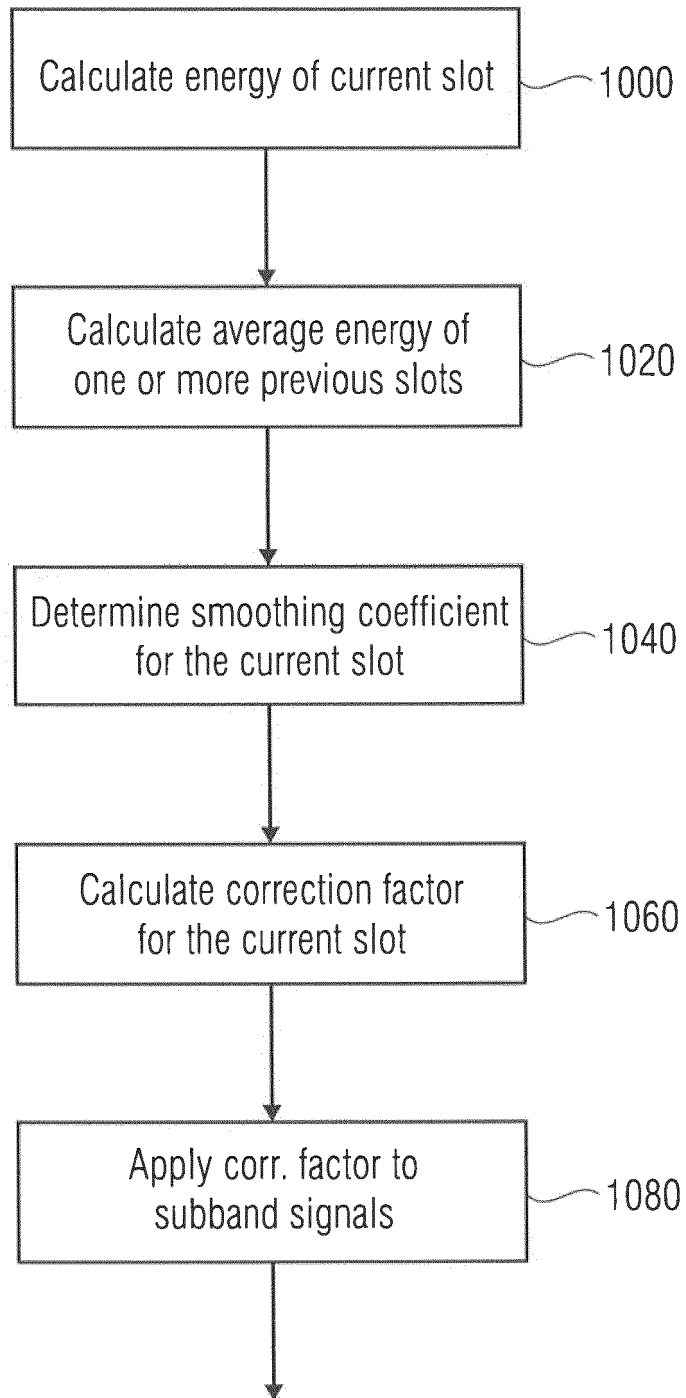 Calculate energy of current slot
1000
Calculate average energy of
one or more previous slots
1020
Determine smoothing coefficient
for the current slot
1040
Calculate correction factor
for the current slot
1060
Apply corr. factor to
subband signals
1080